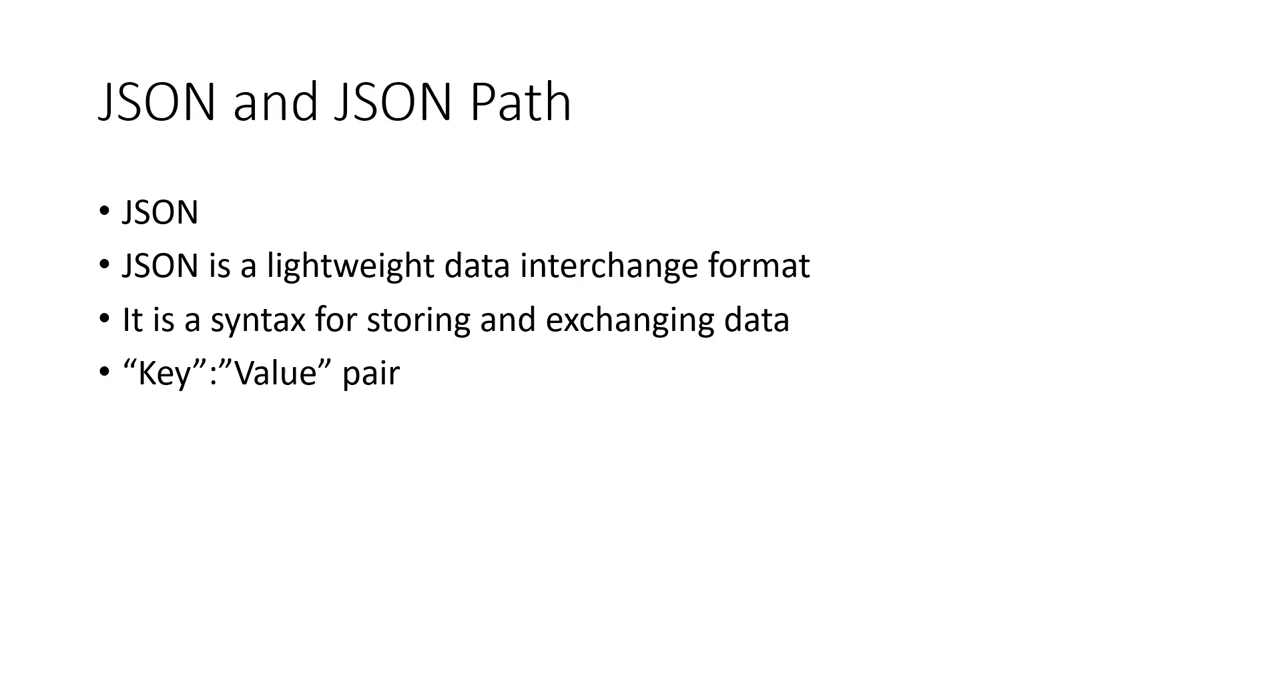 JSON and JSON Path
• JSON
• JSON is a lightweight data interchange format
• It is a syntax for storing and exchanging data
• “Key”:”Value” pair